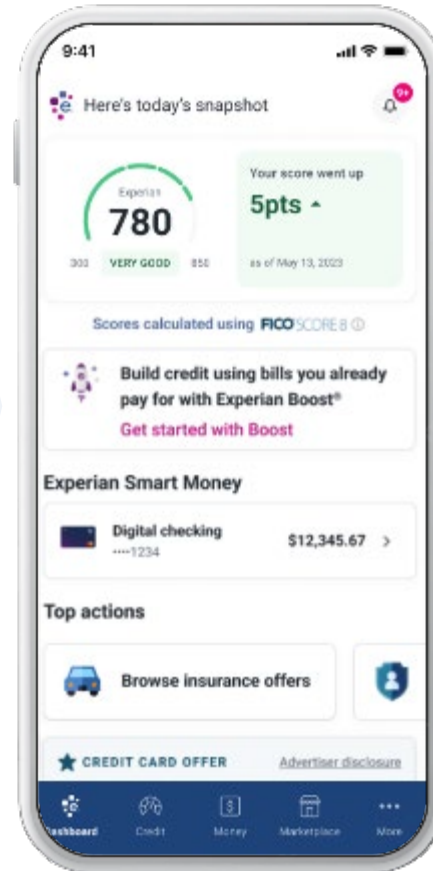 9:41
e. Here's today's snapshot
9+
Experian
780
300 VERY GOOD 850
Your score went up
5pts
as of May 13, 2023
Scores calculated using FICO SCORE 8
Build credit using bills you already
pay for with Experian Boost®
Get started with Boost
Experian Smart Money
Digital checking
····1234
$12,345.67 >
Top actions
Browse insurance offers
CREDIT CARD OFFER
Advertiser disclosure
ashboard Credit Money Marketplace More